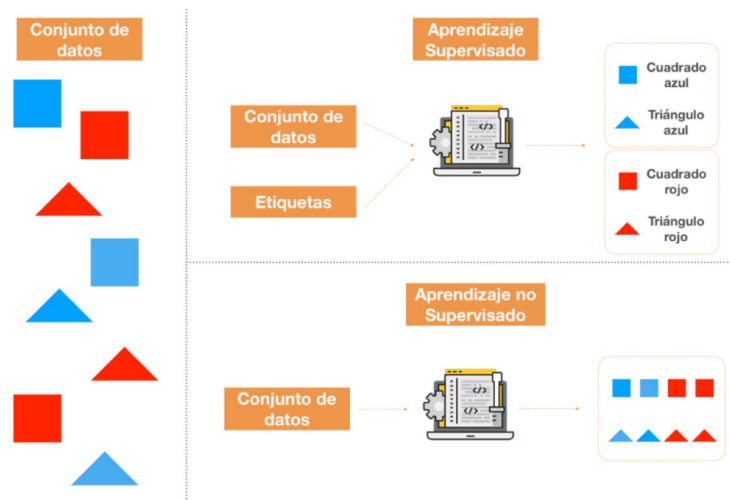 Conjunto de
datos
Aprendizaje
Supervisado
Conjunto de
datos
Etiquetas
</>
</>
Cuadrado
azul
Triángulo
azul
Cuadrado
rojo
Triángulo
rojo
Aprendizaje no
Supervisado
Conjunto de
datos
</>
</>